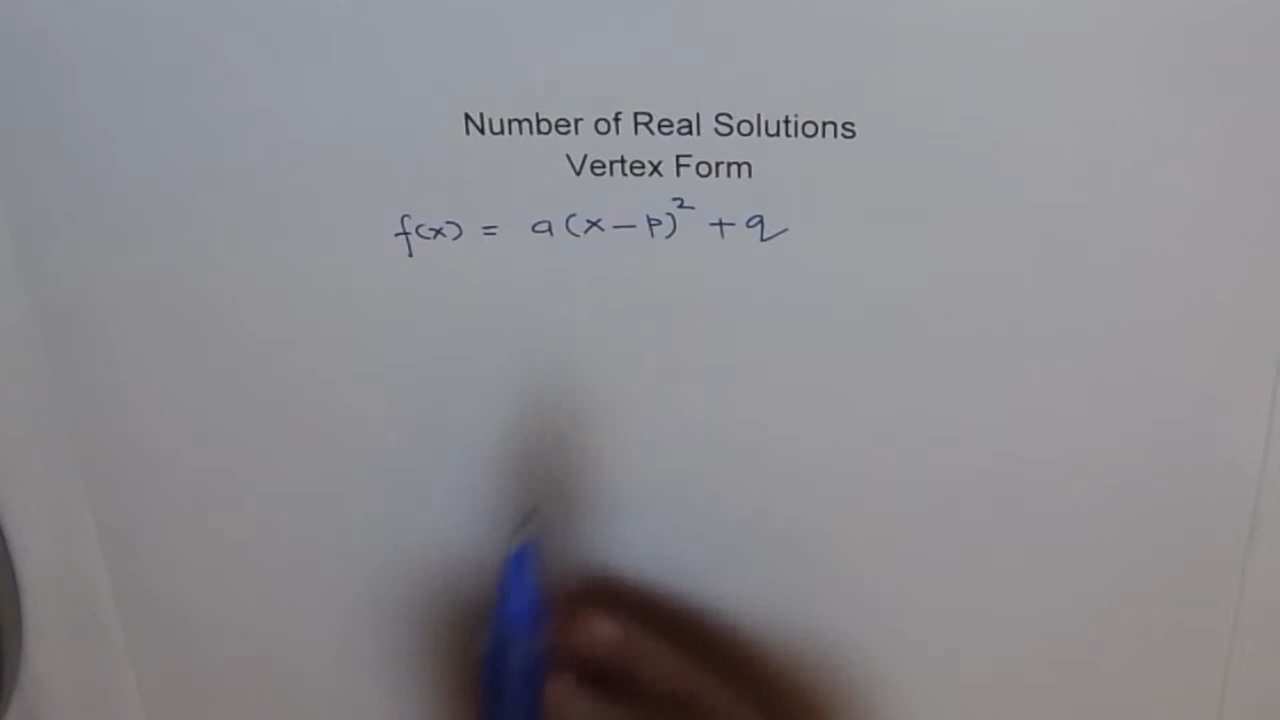 Number of Real Solutions
Vertex Form
f(x) = a(x-p)² + q